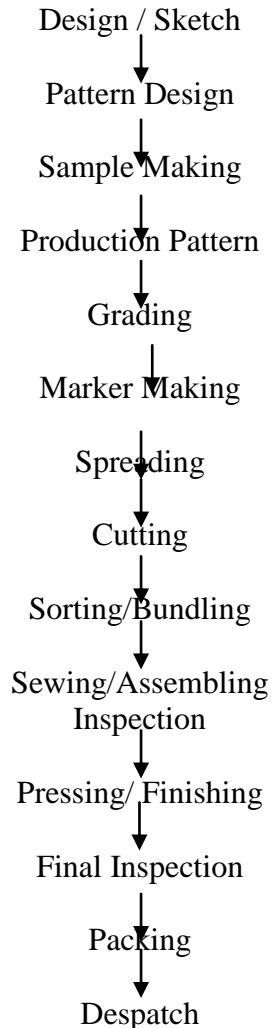 Design / Sketch
Pattern Design
Sample Making
Production Pattern
Grading
Marker Making
Spreading
Cutting
Sorting/Bundling
Sewing/Assembling
Inspection
Pressing/ Finishing
Final Inspection
Packing
Despatch